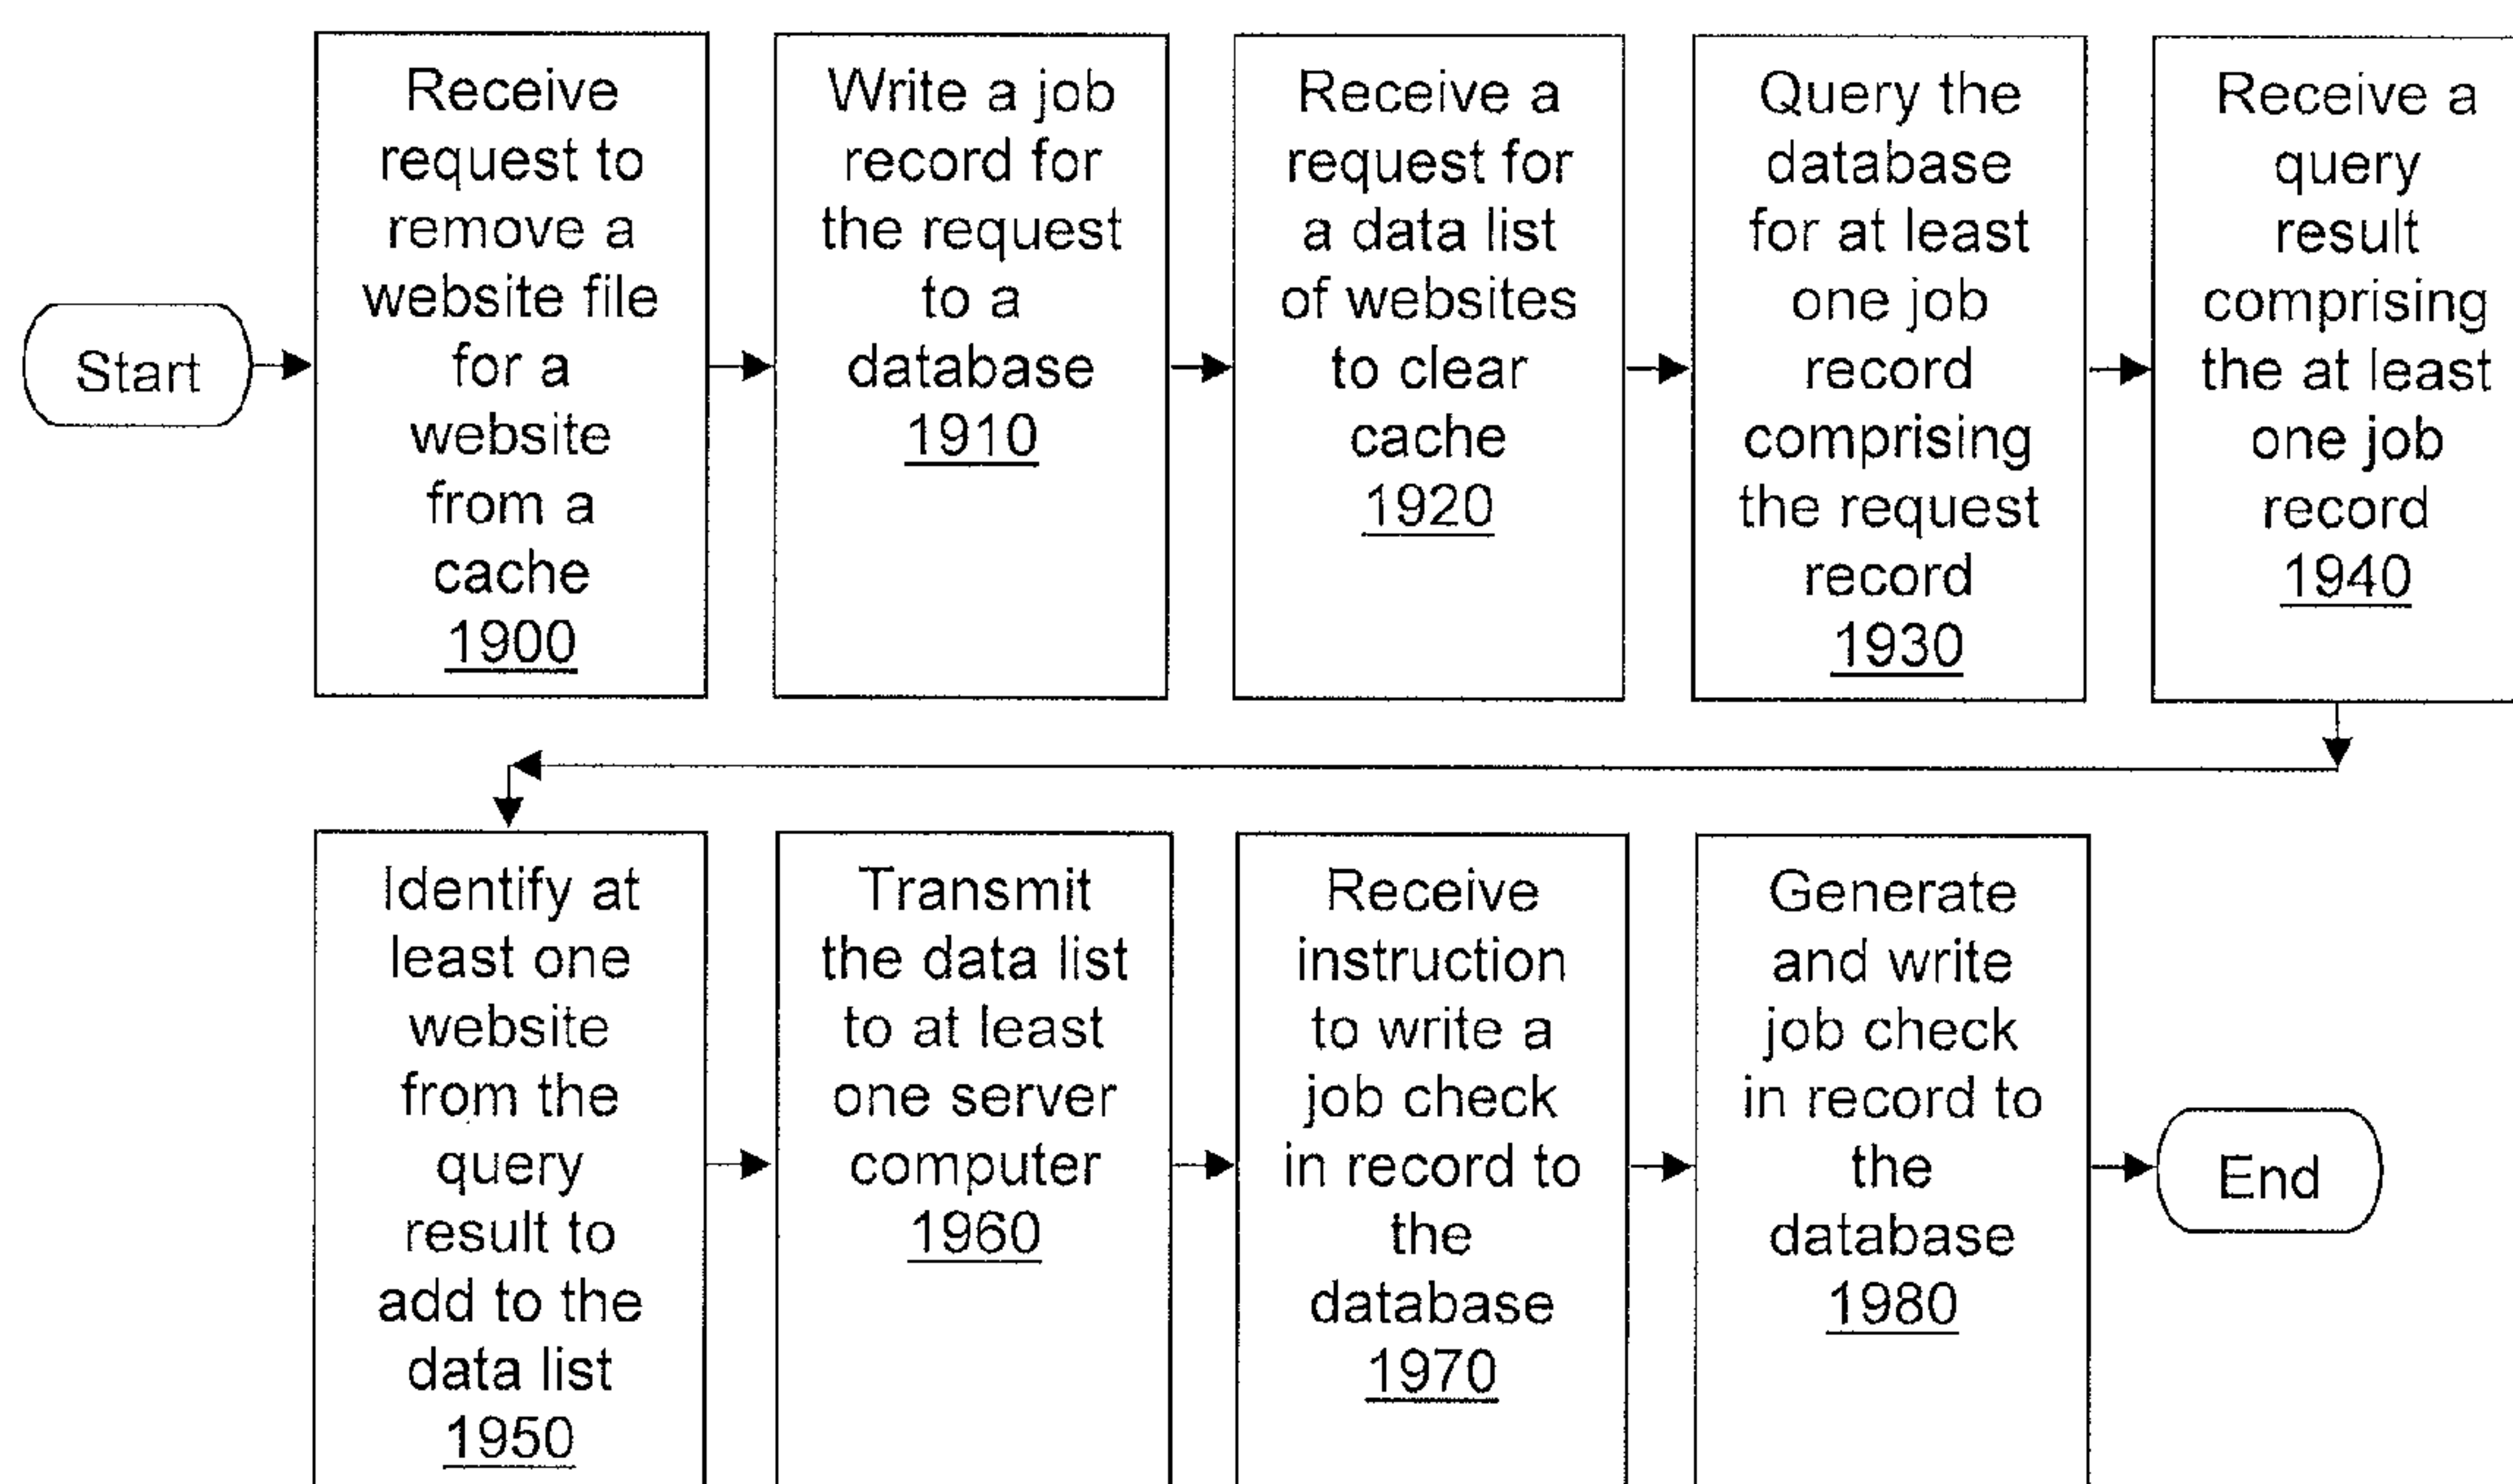 Start
Receive
request to
remove a
website file
for a
website
from a
cache
1900
Write a job
record for
the request
to a
database
1910
Receive a
request for
a data list
of websites
to clear
cache
1920
Query the
database
for at least
one job
record
comprising
the request
record
1930
Receive a
query
result
comprising
the at least
one job
record
1940
Identify at
least one
website
from the
query
result to
add to the
data list
1950
Transmit
the data list
to at least
one server
computer
1960
Receive
instruction
to write a
job check
in record to
the
database
1970
Generate
and write
job check
in record to
the
database
1980
End